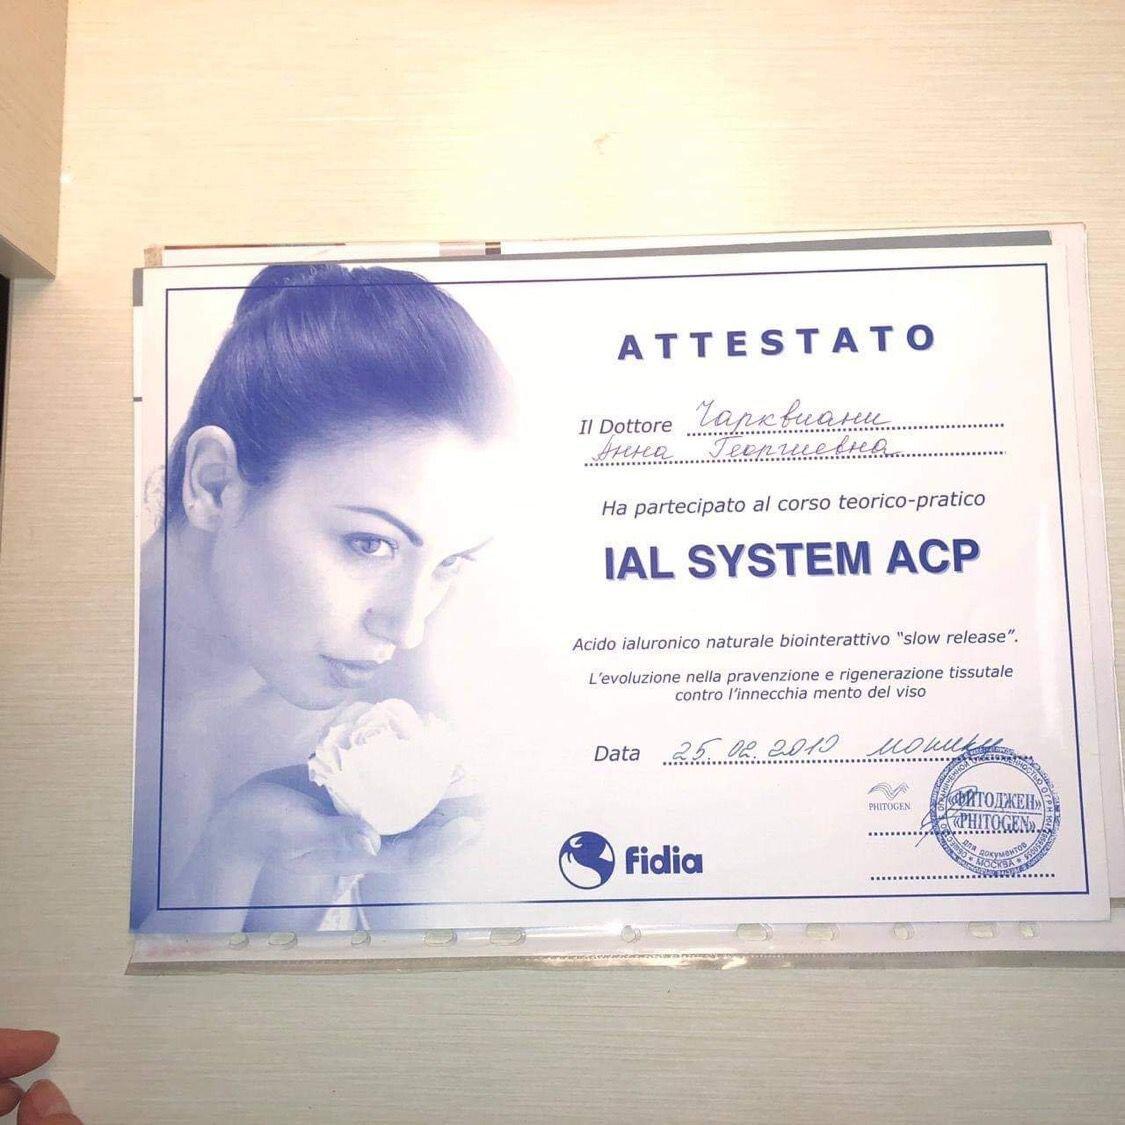 ATTESTATO
Il Dottore Чарквиани
Анна Георгиевна
Ha partecipato al corso teorico-pratico
IAL SYSTEM ACP
Acido ialuronico naturale biointerattivo “slow release”.
L’evoluzione nella pravenzione e rigenerazione tissutale
contro l’innecchia mento del viso
Data 25.02.2010
PHITOGEN
«ФИТОДЖЕН»
«PHITOGEN»
для документов
МОСКВА
fidia